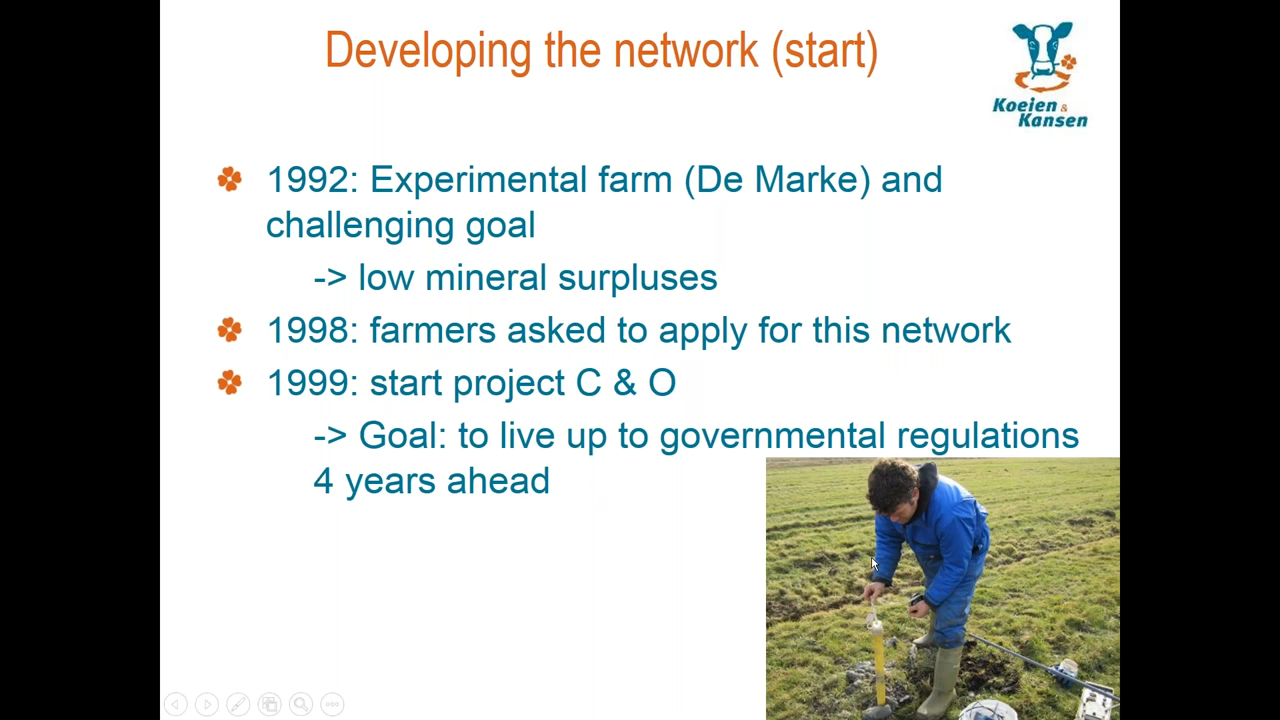 Developing the network (start)
Koeien &
Kansen
1992: Experimental farm (De Marke) and
challenging goal
-> low mineral surpluses
1998: farmers asked to apply for this network
1999: start project C & O
-> Goal: to live up to governmental regulations
4 years ahead